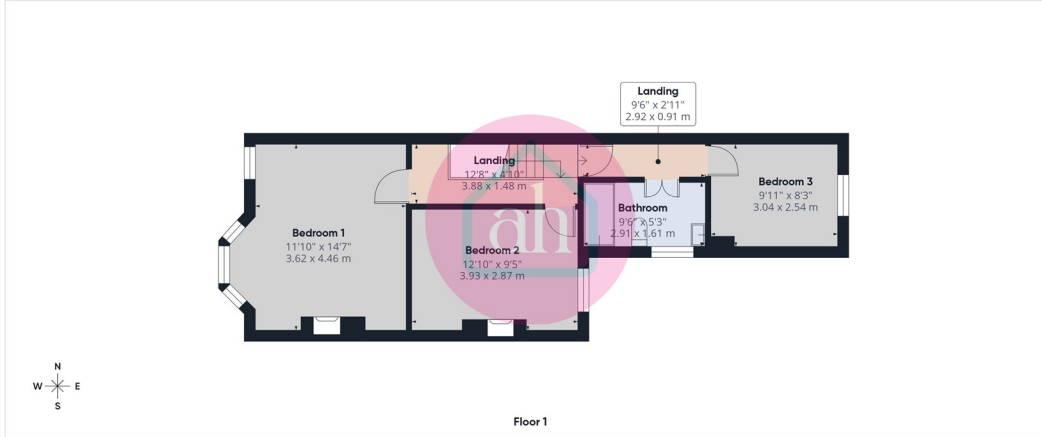 Landing
9'6" x 2'11"
2.92 x 0.91 m
Landing
12'8" x 4'10"
3.88 x 1.48 m
Bedroom 3
9'11" x 8'3"
3.04 x 2.54 m
Bathroom
9'6" x 5'3"
2.91 x 1.61 m
Bedroom 1
11'10" x 14'7"
3.62 x 4.46 m
Bedroom 2
12'10" x 9'5"
3.93 x 2.87 m
ah
N
W E
S
Floor 1